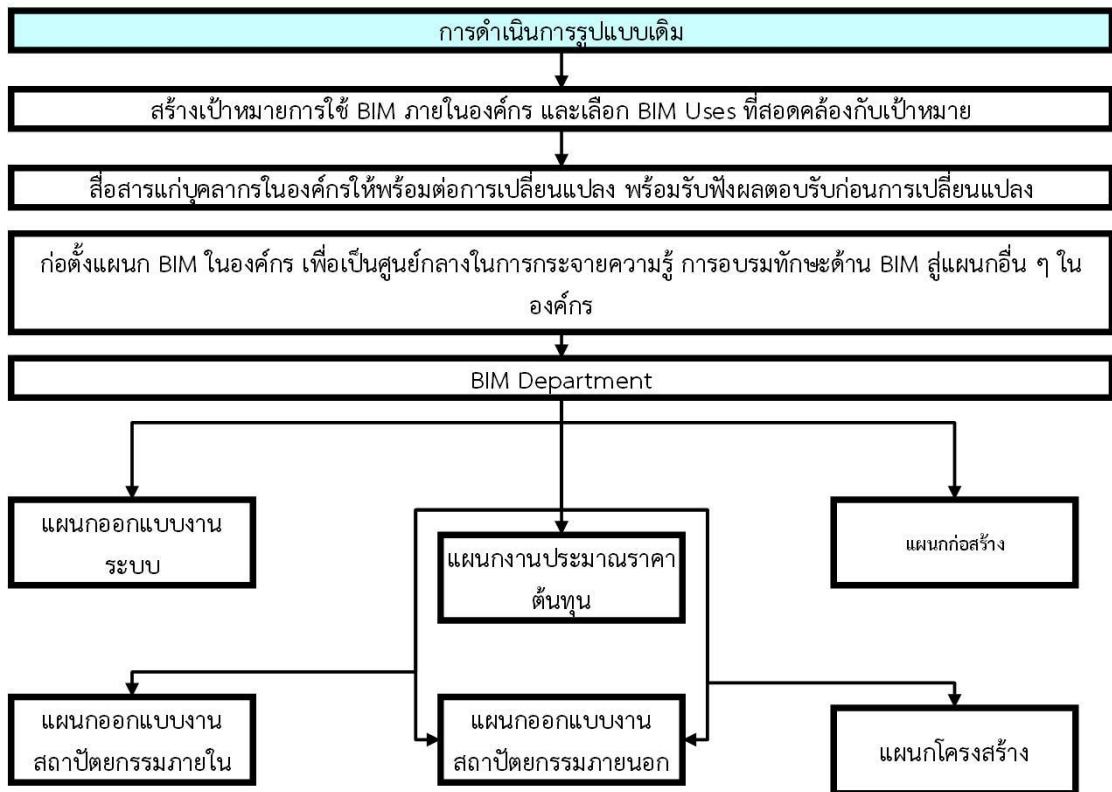 การดำเนินการรูปแบบเดิม
สร้างเป้าหมายการใช้ BIM ภายในองค์กร และเลือก BIM Uses ที่สอดคล้องกับเป้าหมาย
สื่อสารแก่บุคลากรในองค์กรให้พร้อมต่อการเปลี่ยนแปลง พร้อมรับฟังผลตอบรับก่อนการเปลี่ยนแปลง
ก่อตั้งแผนก BIM ในองค์กร เพื่อเป็นศูนย์กลางในการกระจายความรู้ การอบรมทักษะด้าน BIM สู่แผนกอื่น ๆ ใน
องค์กร
BIM Department
แผนกออกแบบงาน
ระบบ
แผนกงานประมาณราคา
ต้นทุน
แผนกก่อสร้าง
แผนกออกแบบงาน
สถาปัตยกรรมภายใน
แผนกออกแบบงาน
สถาปัตยกรรมภายนอก
แผนกโครงสร้าง